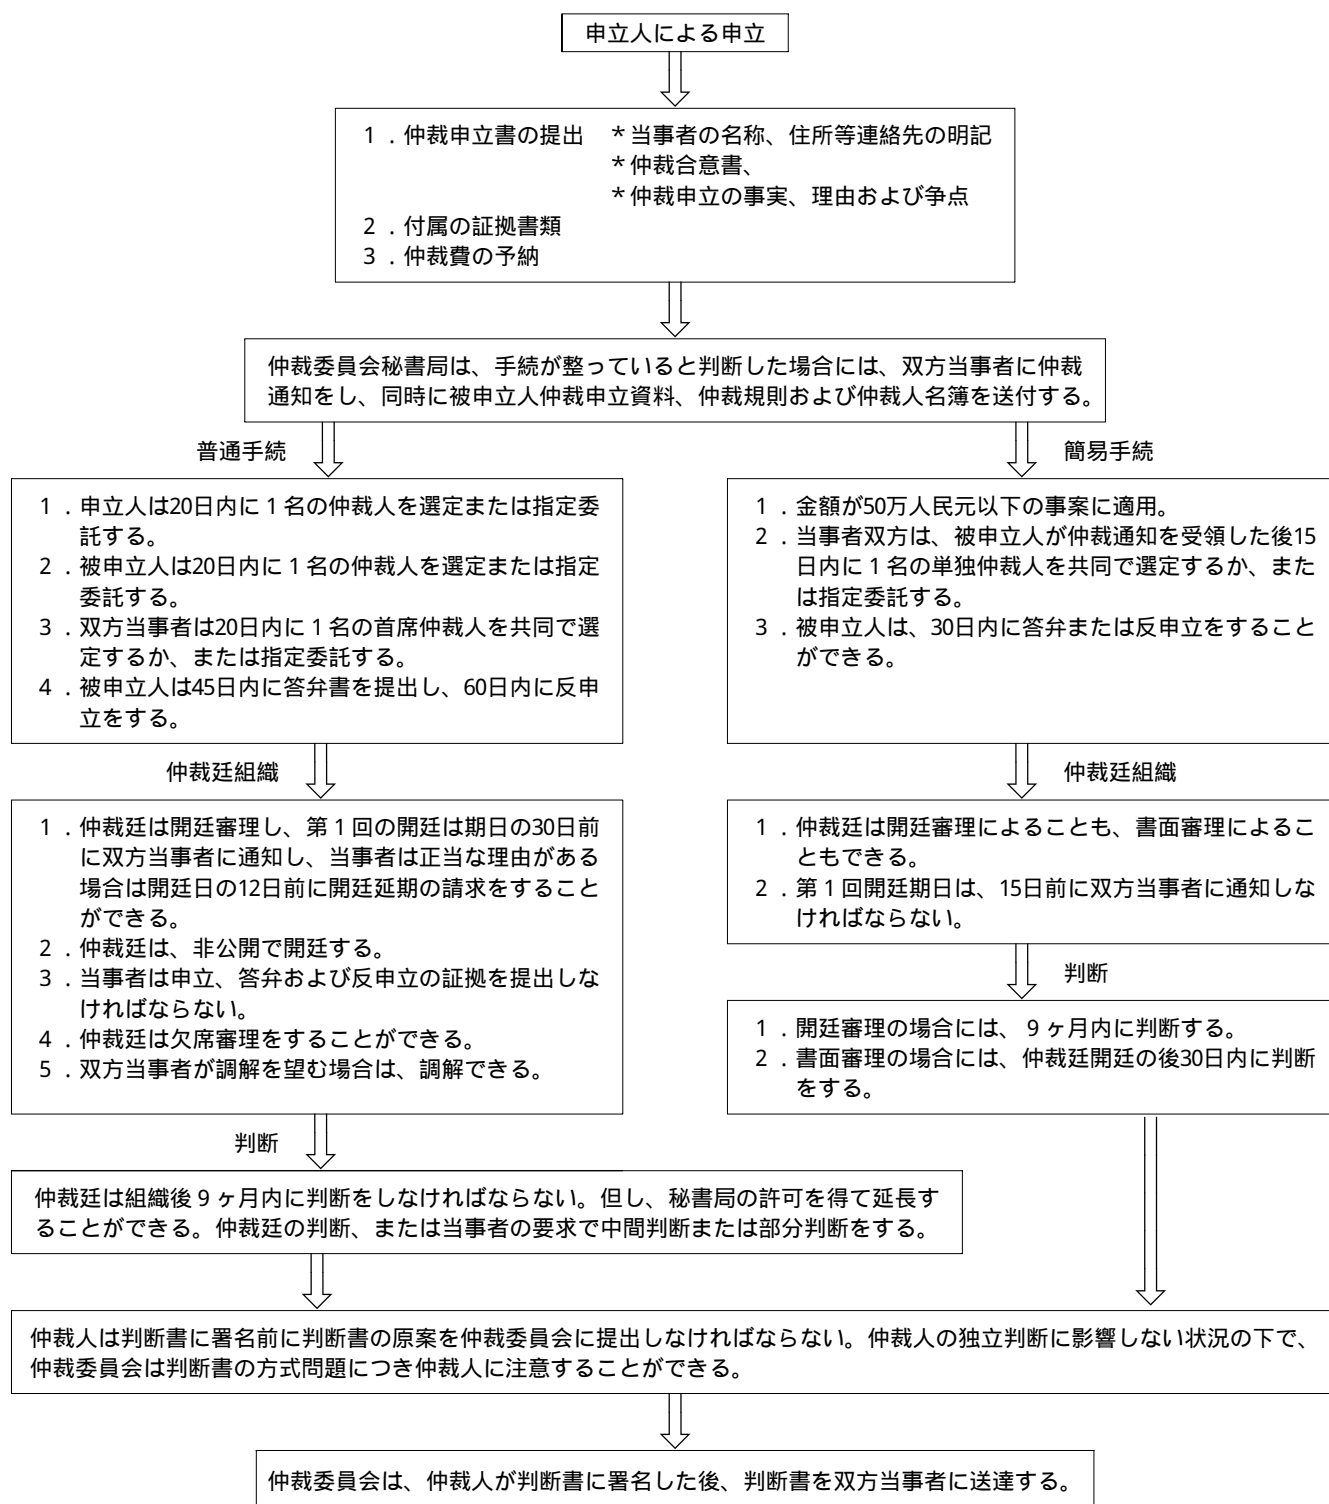 申立人による申立
1．仲裁申立書の提出　＊当事者の名称、住所等連絡先の明記
＊仲裁合意書、
＊仲裁申立の事実、理由および争点
2．付属の証拠書類
3．仲裁費の予納
仲裁委員会秘書局は、手続が整っていると判断した場合には、双方当事者に仲裁
通知をし、同時に被申立人仲裁申立資料、仲裁規則および仲裁人名簿を送付する。
普通手続
1．申立人は20日内に1名の仲裁人を選定または指定委
託する。
2．被申立人は20日内に1名の仲裁人を選定または指定
委託する。
3．双方当事者は20日内に1名の首席仲裁人を共同で選
定するか、または指定委託する。
4．被申立人は45日内に答弁書を提出し、60日内に反申
立をする。
仲裁廷組織
1．仲裁廷は開廷審理し、第1回の開廷は期日の30日前
に双方当事者に通知し、当事者は正当な理由がある
場合は開廷日の12日前に開廷延期の請求をすること
ができる。
2．仲裁廷は、非公開で開廷する。
3．当事者は申立、答弁および反申立の証拠を提出しな
ければならない。
4．仲裁廷は欠席審理をすることができる。
5．双方当事者が調解を望む場合は、調解できる。
判断
仲裁廷は組織後9ヶ月内に判断をしなければならない。但し、秘書局の許可を得て延長す
ることができる。仲裁廷の判断、または当事者の要求で中間判断または部分判断をする。
簡易手続
1．金額が50万人民元以下の事案に適用。
2．当事者双方は、被申立人が仲裁通知を受領した後15
日内に1名の単独仲裁人を共同で選定するか、また
は指定委託する。
3．被申立人は、30日内に答弁または反申立をすること
ができる。
仲裁廷組織
1．仲裁廷は開廷審理によることも、書面審理によるこ
ともできる。
2．第1回開廷期日は、15日前に双方当事者に通知しな
ければならない。
判断
1．開廷審理の場合には、9ヶ月内に判断する。
2．書面審理の場合には、仲裁廷開廷の後30日内に判断
をする。
仲裁人は判断書に署名前に判断書の原案を仲裁委員会に提出しなければならない。仲裁人の独立判断に影響しない状況の下で、
仲裁委員会は判断書の方式問題につき仲裁人に注意することができる。
仲裁委員会は、仲裁人が判断書に署名した後、判断書を双方当事者に送達する。